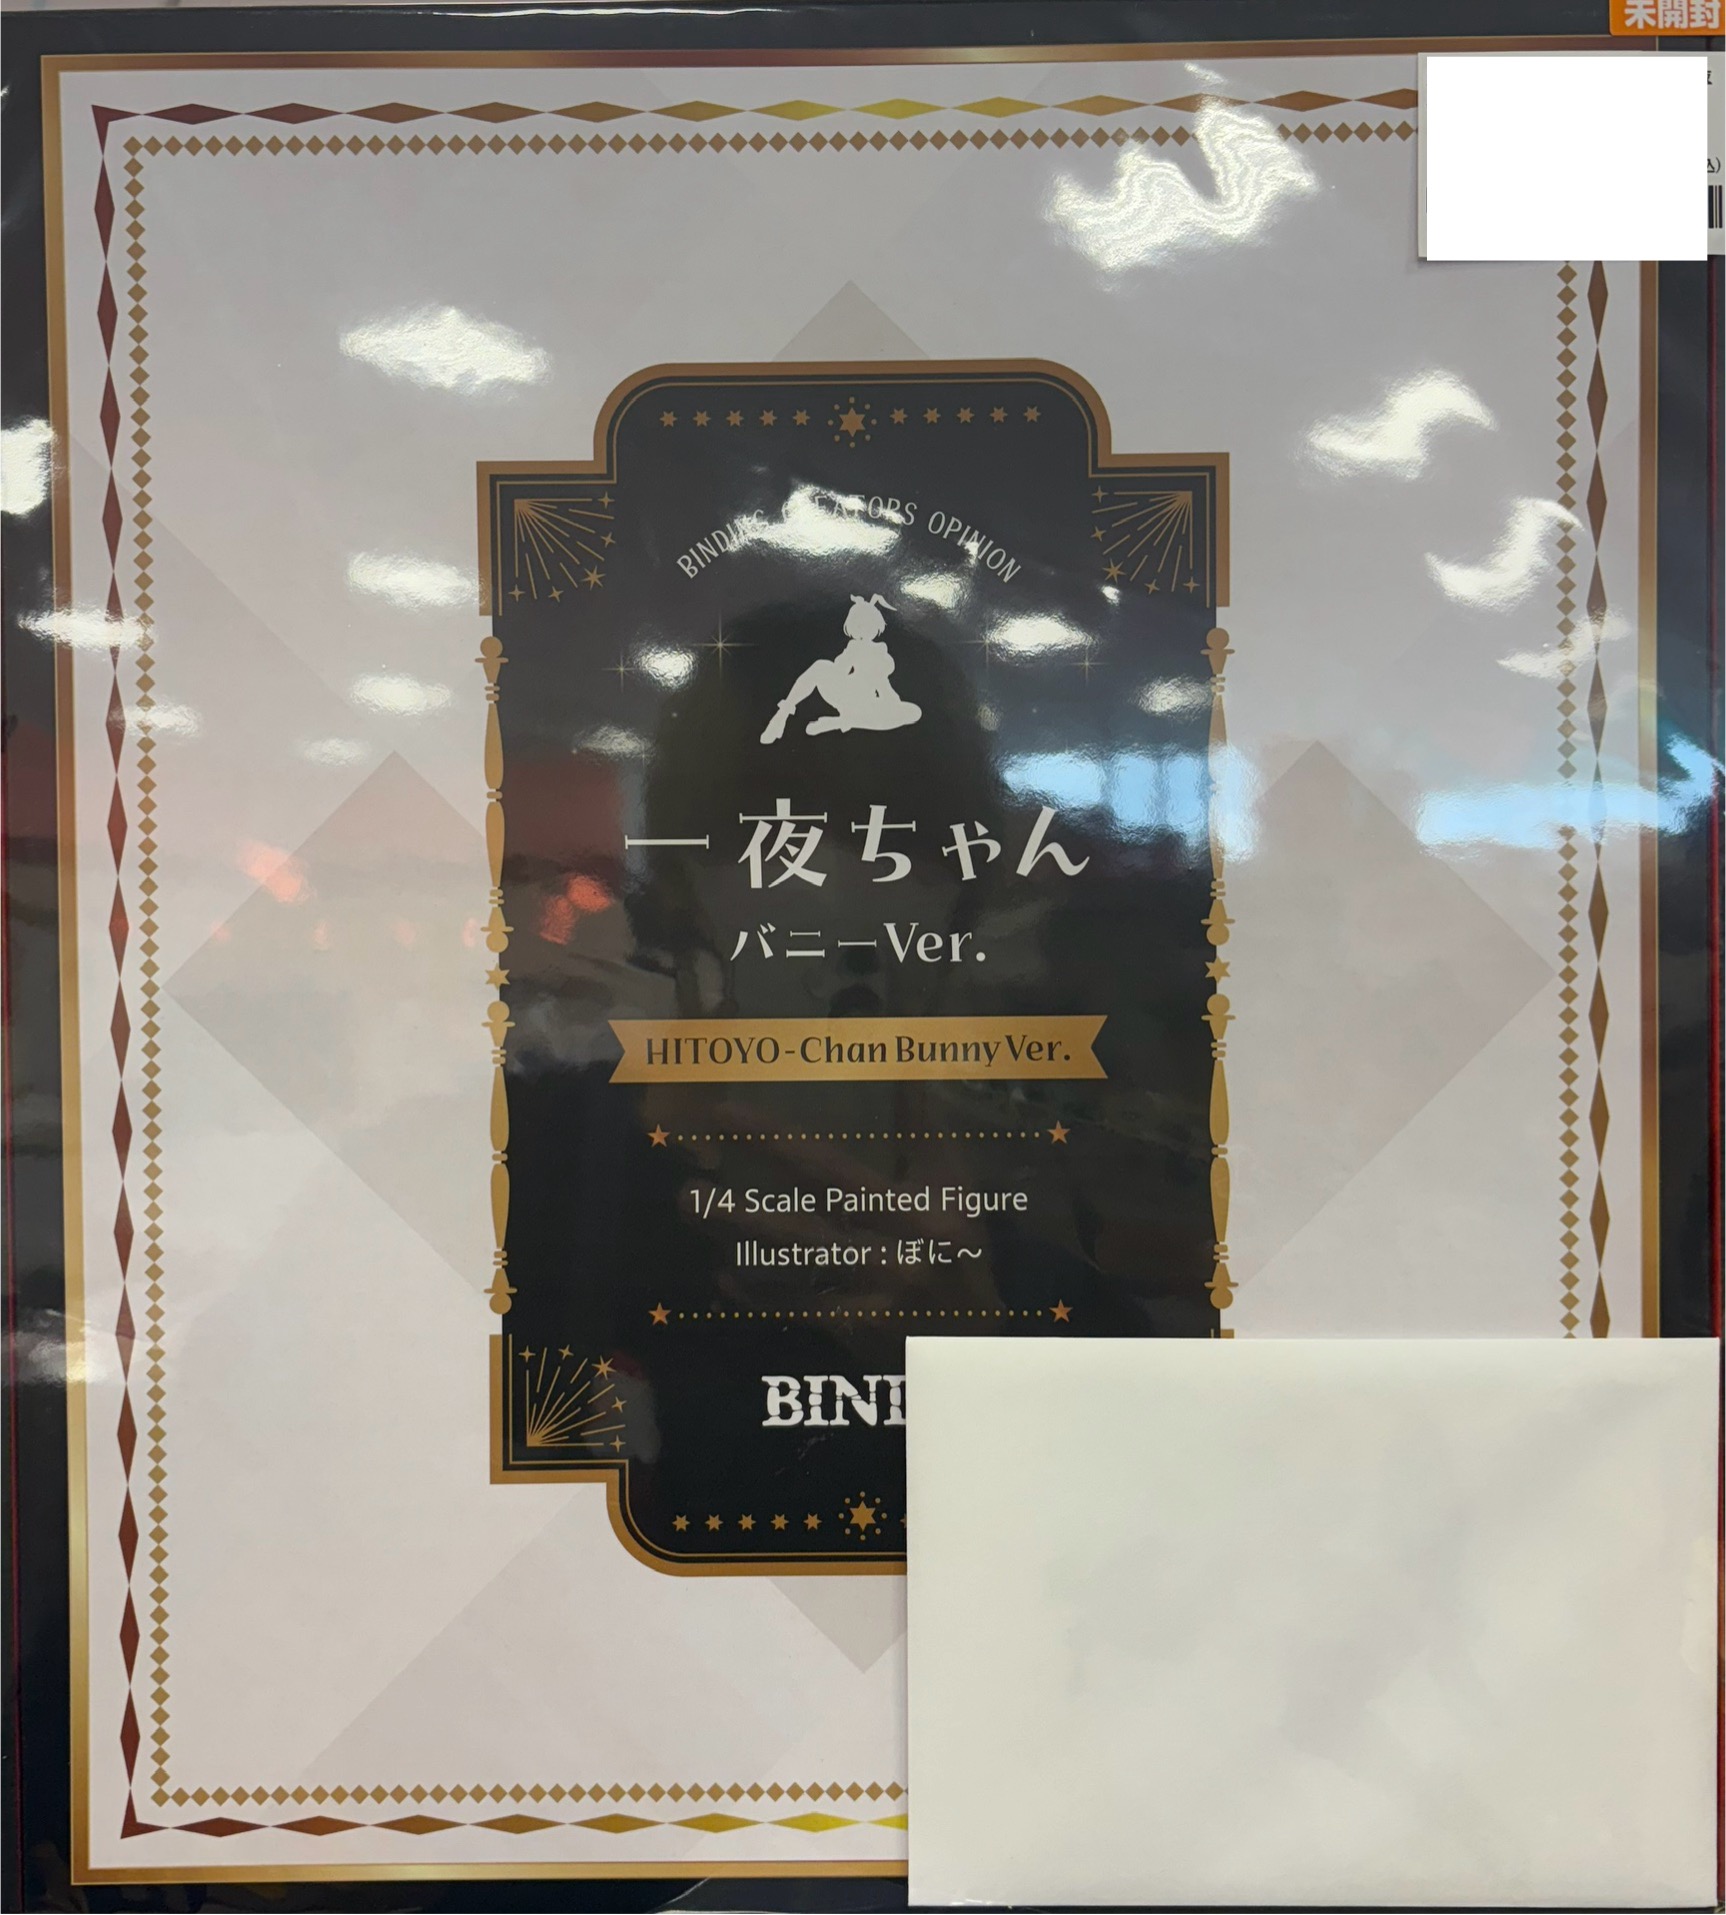 未開封
BINDING CREATORS OPINION
一夜ちゃん
バニーVer.
HITOYO-Chan Bunny Ver.
1/4 Scale Painted Figure
Illustrator : ぼに〜